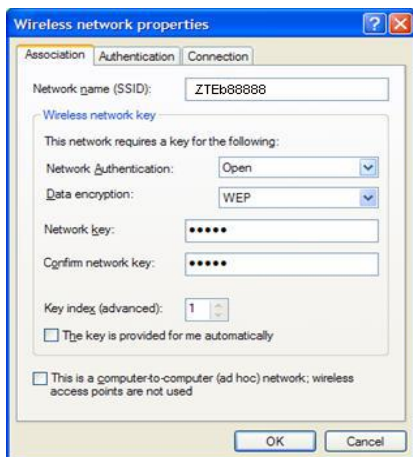 Wireless network properties
Association Authentication Connection
Network name (SSID): ZTEb88888
Wireless network key
This network requires a key for the following:
Network Authentication: Open
Data encryption: WEP
Network key: •••••
Confirm network key: •••••
Key index (advanced): 1
The key is provided for me automatically
This is a computer-to-computer (ad hoc) network; wireless
access points are not used
OK Cancel